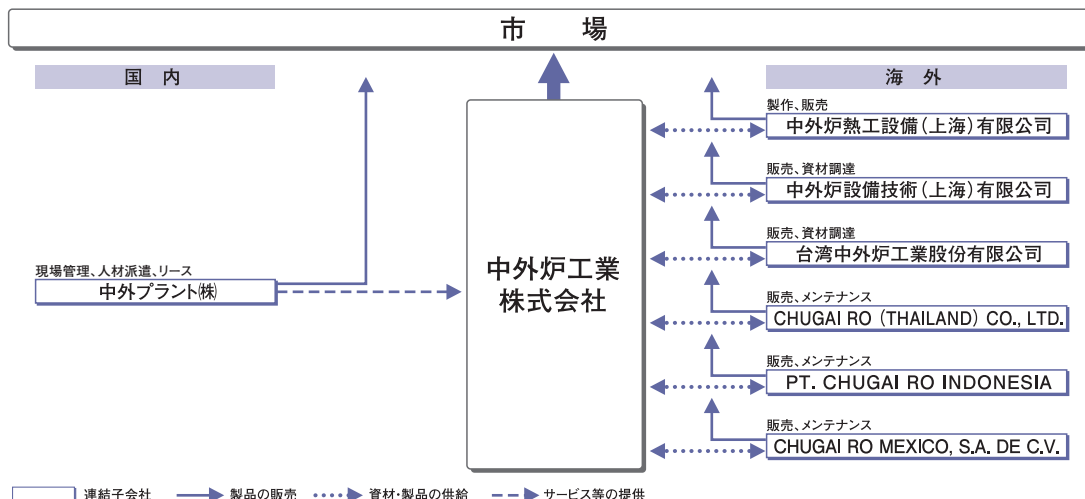 市　場
国　内
海　外
現場管理、人材派遣、リース
中外プラント㈱
中外炉工業
株式会社
製作、販売
中外炉熱工設備(上海)有限公司
販売、資材調達
中外炉設備技術(上海)有限公司
販売、資材調達
台湾中外炉工業股份有限公司
販売、メンテナンス
CHUGAI RO (THAILAND) CO., LTD.
販売、メンテナンス
PT. CHUGAI RO INDONESIA
販売、メンテナンス
CHUGAI RO MEXICO, S.A. DE C.V.
連結子会社　製品の販売　資材・製品の供給　サービス等の提供